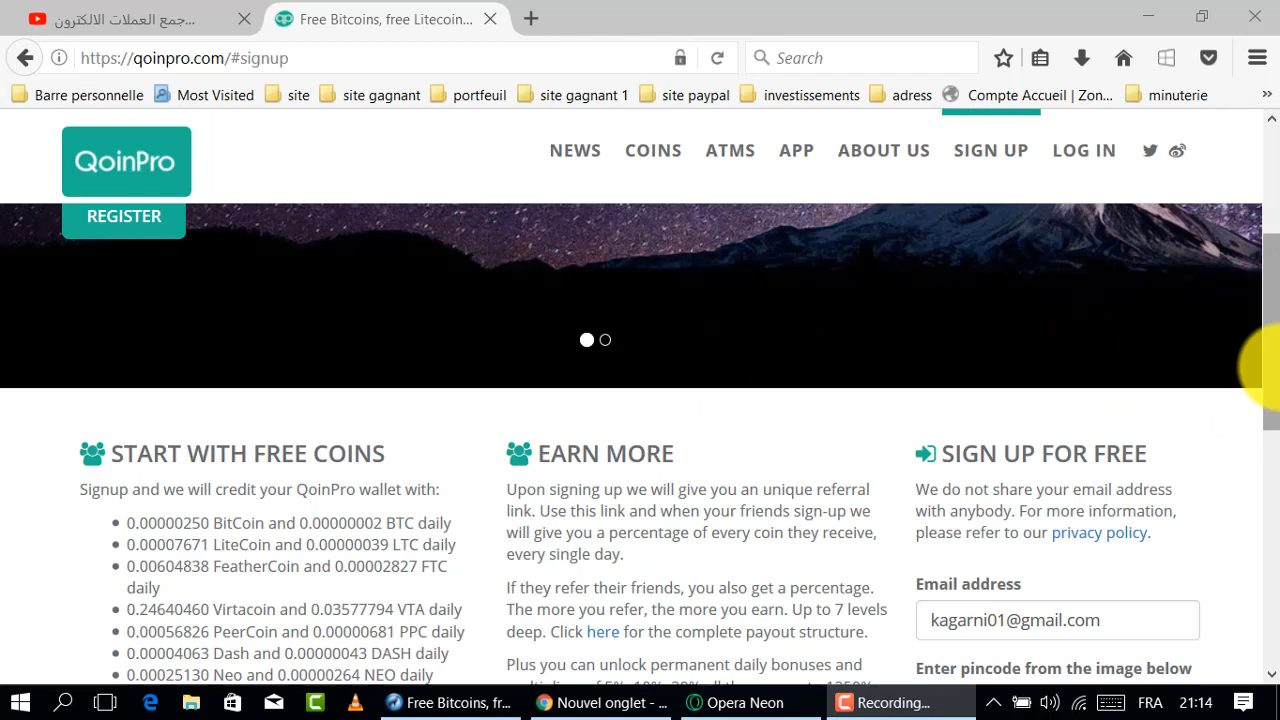 جمع العملات الالكترون...
Free Bitcoins, free Litecoin...
https://qoinpro.com/#signup
Search
Barre personnelle
Most Visited
site
site gagnant
portfeuil
site gagnant 1
site paypal
investissements
adress
Compte Accueil | Zon...
minuterie
QoinPro
NEWS
COINS
ATMS
APP
ABOUT US
SIGN UP
LOG IN
REGISTER
START WITH FREE COINS
Signup and we will credit your QoinPro wallet with:
0.00000250 BitCoin and 0.00000002 BTC daily
0.00007671 LiteCoin and 0.00000039 LTC daily
0.00604838 FeatherCoin and 0.00002827 FTC
daily
0.24640460 Virtacoin and 0.03577794 VTA daily
0.00056826 PeerCoin and 0.00000681 PPC daily
0.00004063 Dash and 0.00000043 DASH daily
0.00025130 Neo and 0.00000264 NEO daily
EARN MORE
Upon signing up we will give you an unique referral
link. Use this link and when your friends sign-up we
will give you a percentage of every coin they receive,
every single day.
If they refer their friends, you also get a percentage.
The more you refer, the more you earn. Up to 7 levels
deep. Click here for the complete payout structure.
Plus you can unlock permanent daily bonuses and
SIGN UP FOR FREE
We do not share your email address
with anybody. For more information,
please refer to our privacy policy.
Email address
kagarni01@gmail.com
Enter pincode from the image below
Free Bitcoins, fr...
Nouvel onglet - ...
Opera Neon
Recording...
FRA
21:14